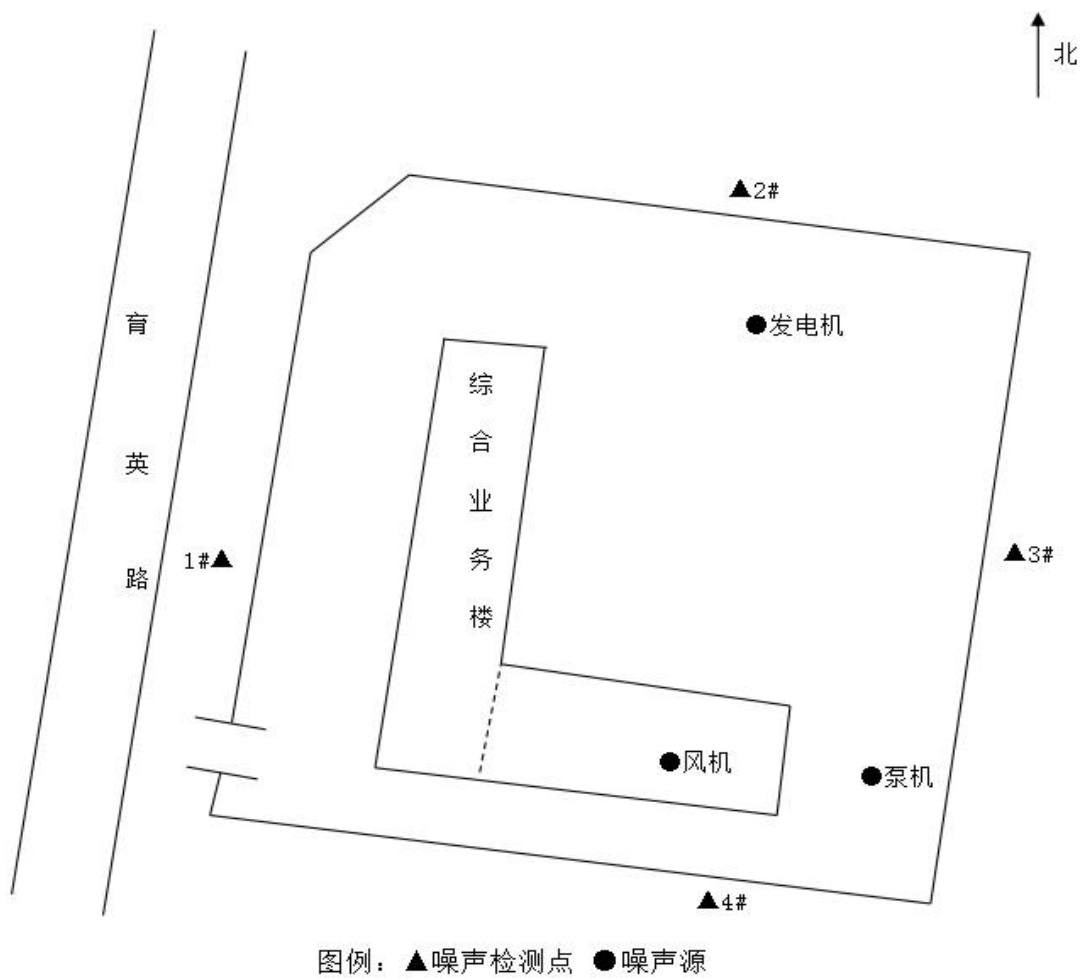 北
▲2#
育英路
●发电机
综合业务楼
1#▲
▲3#
●风机
●泵机
▲4#
图例：▲噪声检测点 ●噪声源